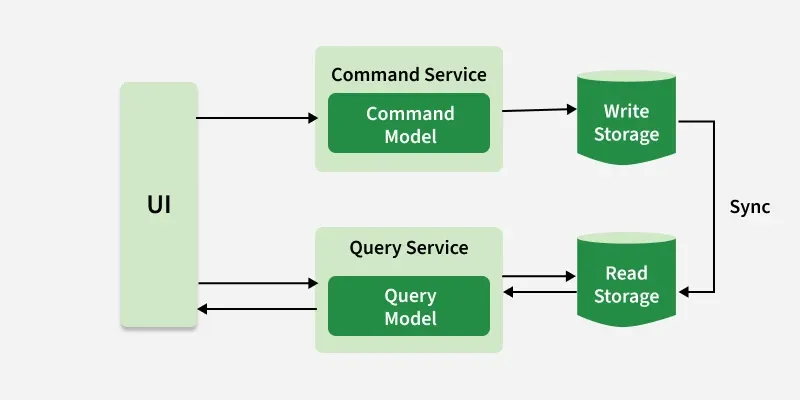 UI
Command Service
Command
Model
Write
Storage
Sync
Query Service
Query
Model
Read
Storage